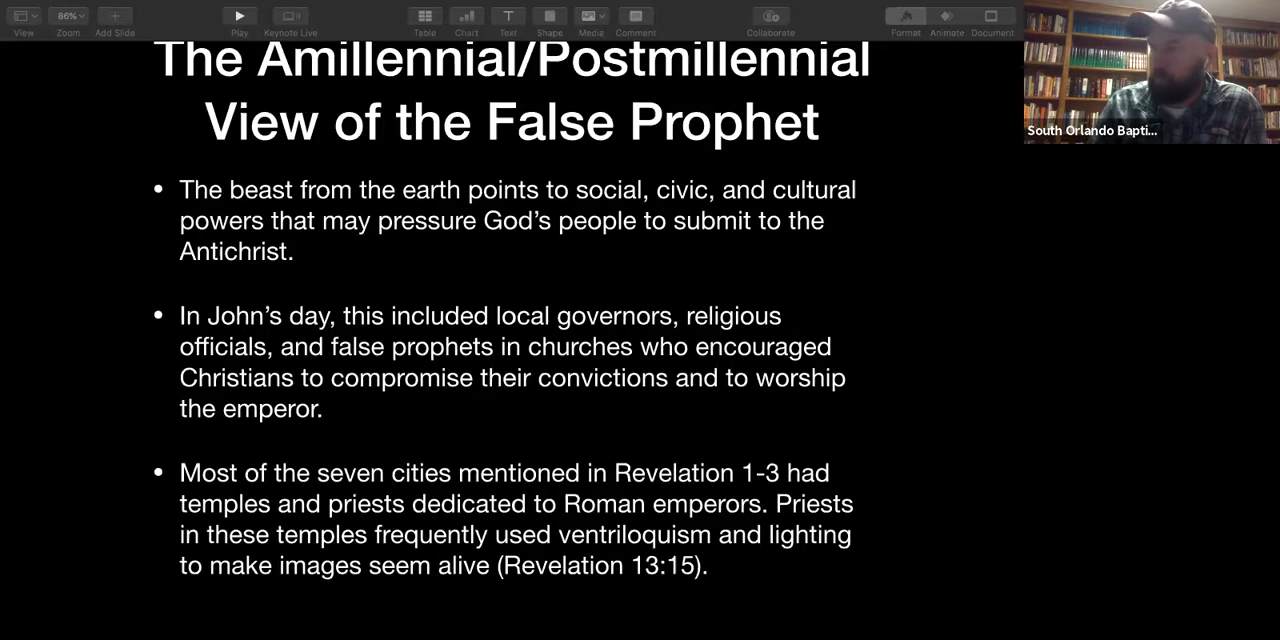 86%
View
Zoom
Add Slide
Play
Keynote Live
Table
Chart
Text
Shape
Media
Comment
Collaborate
Format
Animate
Document
The Amillennial/Postmillennial
View of the False Prophet
South Orlando Bapti...
• The beast from the earth points to social, civic, and cultural
powers that may pressure God’s people to submit to the
Antichrist.
• In John’s day, this included local governors, religious
officials, and false prophets in churches who encouraged
Christians to compromise their convictions and to worship
the emperor.
• Most of the seven cities mentioned in Revelation 1-3 had
temples and priests dedicated to Roman emperors. Priests
in these temples frequently used ventriloquism and lighting
to make images seem alive (Revelation 13:15).